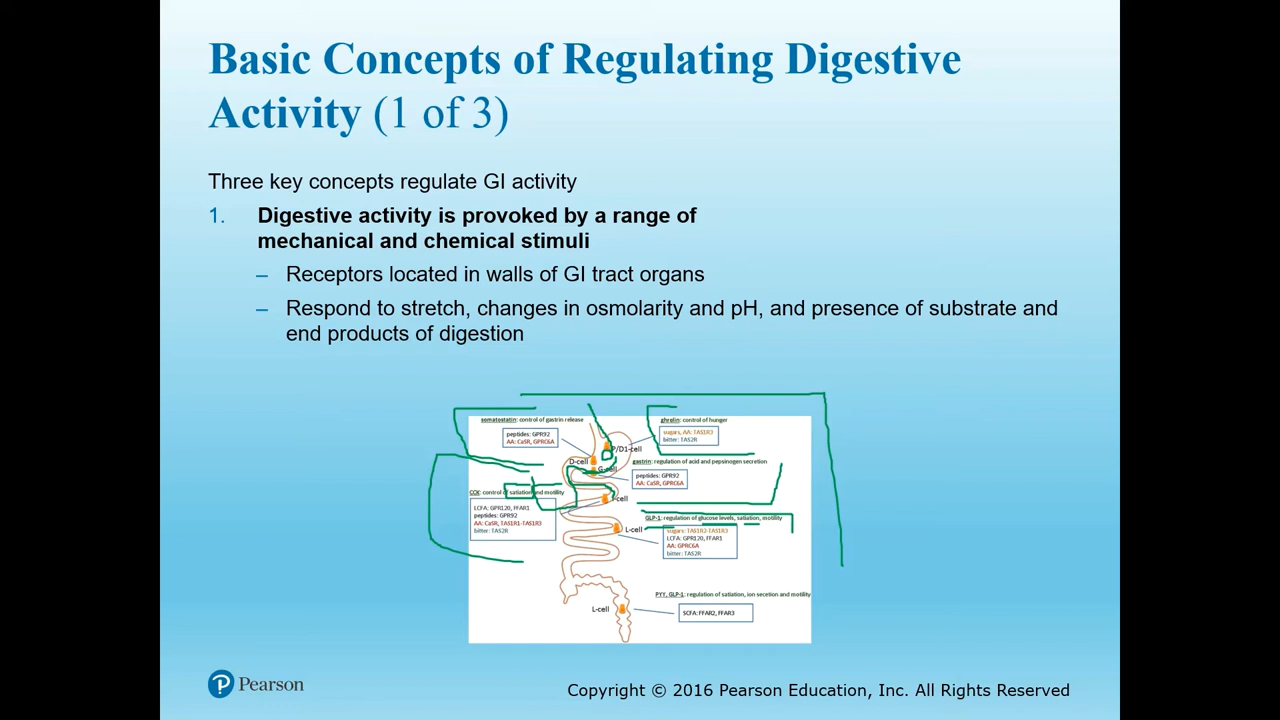 Basic Concepts of Regulating Digestive
Activity (1 of 3)
Three key concepts regulate GI activity
1. Digestive activity is provoked by a range of
mechanical and chemical stimuli
– Receptors located in walls of GI tract organs
– Respond to stretch, changes in osmolarity and pH, and presence of substrate and
end products of digestion
somatostatin: control of gastrin release
peptides: GPR92
AA: CaSR, GPRC6A
ghrelin: control of hunger
sugars, AA: TAS1R3
bitter: TAS2R
P/D1-cell
D-cell
G-cell
gastrin: regulation of acid and pepsinogen secretion
peptides: GPR92
AA: CaSR, GPRC6A
CCK: control of satiation and motility
LCFA: GPR120, FFAR1
peptides: GPR92
AA: CaSR, TAS1R1-TAS1R3
bitter: TAS2R
I-cell
GLP-1: regulation of glucose levels, satiation, motility
L-cell
sugars: TAS1R2-TAS1R3
LCFA: GPR120, FFAR1
AA: GPRC6A
bitter: TAS2R
PYY, GLP-1: regulation of satiation, ion secetion and motility
L-cell
SCFA: FFAR2, FFAR3
Pearson
Copyright © 2016 Pearson Education, Inc. All Rights Reserved